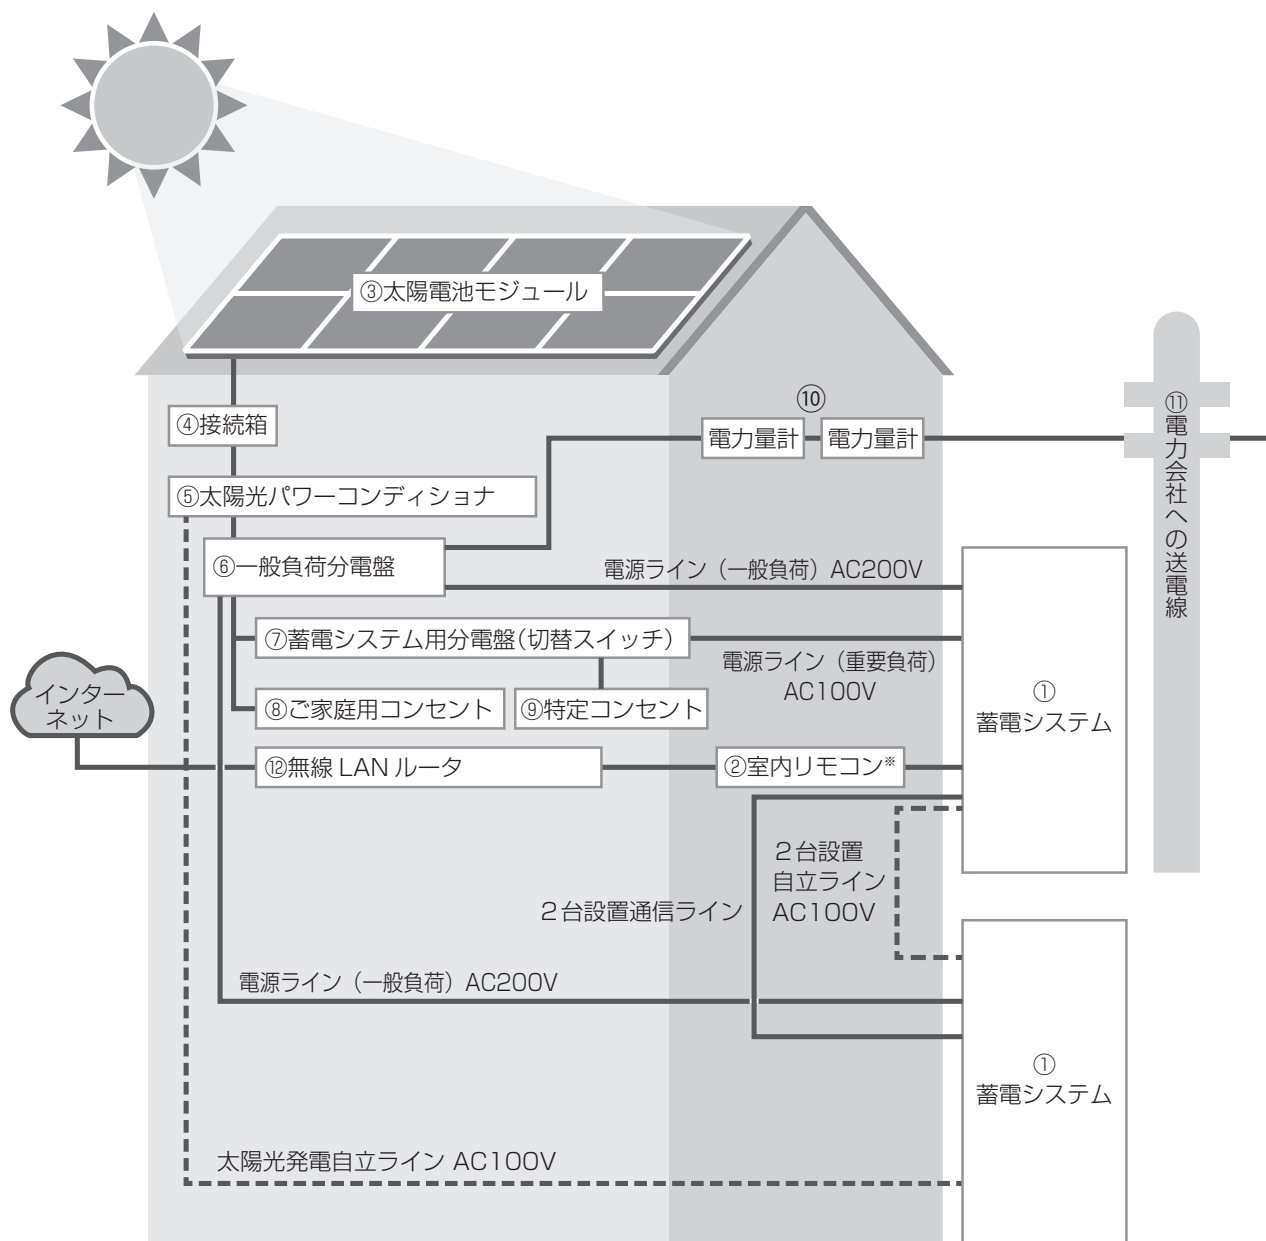 ③太陽電池モジュール
④接続箱
⑩
電力量計
電力量計
⑪電力会社への送電線
⑤太陽光パワーコンディショナ
⑥一般負荷分電盤
電源ライン（一般負荷）AC200V
⑦蓄電システム用分電盤(切替スイッチ)
電源ライン（重要負荷）
AC100V
インター
ネット
⑧ご家庭用コンセント
⑨特定コンセント
①
蓄電システム
⑫無線 LAN ルータ
②室内リモコン※
２台設置
自立ライン
AC100V
２台設置通信ライン
電源ライン（一般負荷）AC200V
①
蓄電システム
太陽光発電自立ライン AC100V